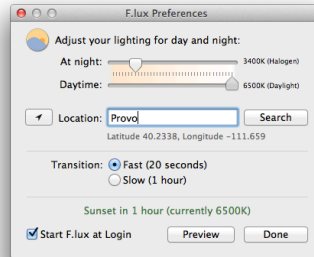 F.lux Preferences
Adjust your lighting for day and night:
At night: 3400K (Halogen)
Daytime: 6500K (Daylight)
Location: Provo Search
Latitude 40.2338, Longitude -111.659
Transition: Fast (20 seconds)
Slow (1 hour)
Sunset in 1 hour (currently 6500K)
Start F.lux at Login Preview Done